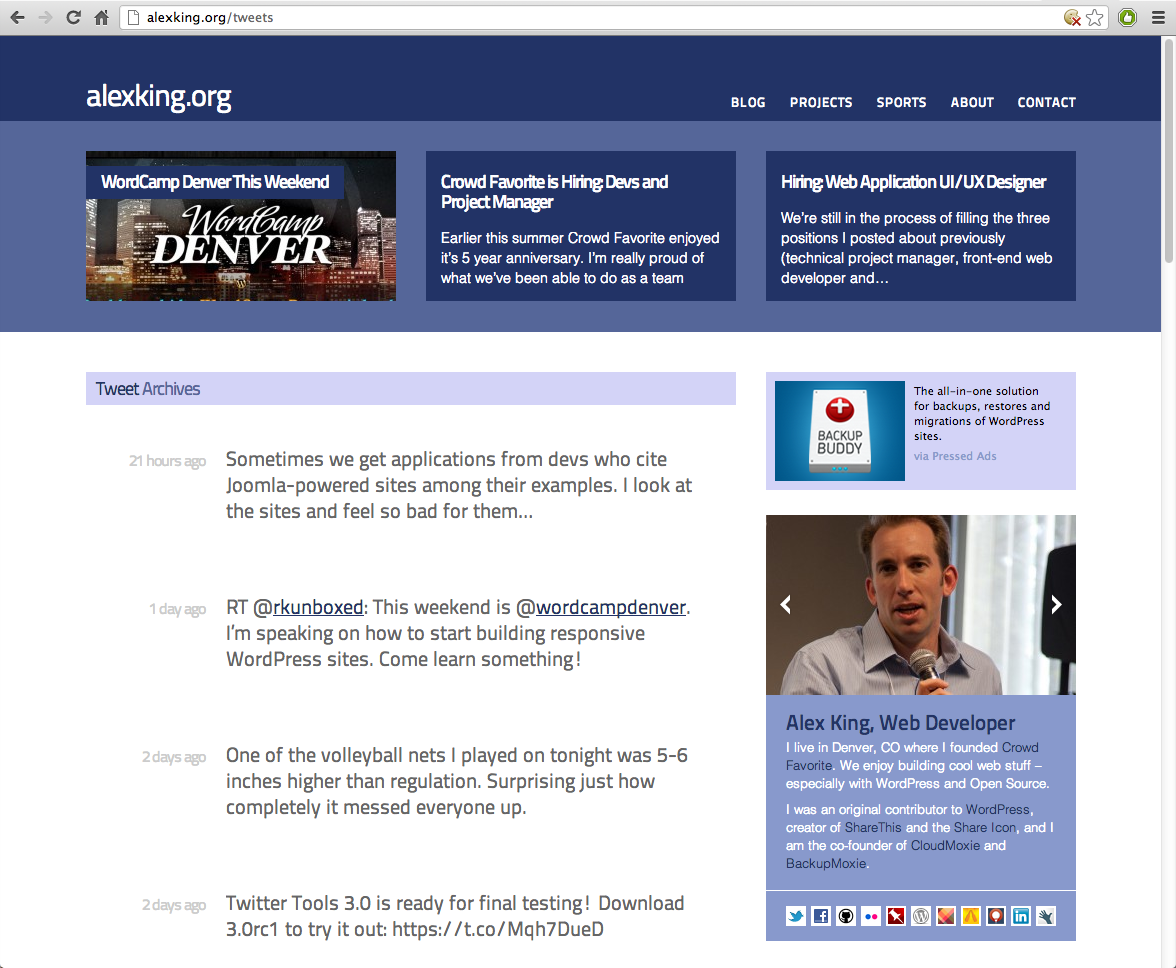 alexking.org/tweets
alexking.org
BLOG PROJECTS SPORTS ABOUT CONTACT
WordCamp Denver This Weekend
WordCamp
DENVER
Crowd Favorite is Hiring: Devs and
Project Manager
Earlier this summer Crowd Favorite enjoyed
it's 5 year anniversary. I'm really proud of
what we've been able to do as a team
Hiring: Web Application UI / UX Designer
We're still in the process of filling the three
positions I posted about previously
(technical project manager, front-end web
developer and…
Tweet Archives
21 hours ago
Sometimes we get applications from devs who cite
Joomla-powered sites among their examples. I look at
the sites and feel so bad for them…
1 day ago
RT @rkunboxed: This weekend is @wordcampdenver.
I'm speaking on how to start building responsive
WordPress sites. Come learn something!
2 days ago
One of the volleyball nets I played on tonight was 5-6
inches higher than regulation. Surprising just how
completely it messed everyone up.
2 days ago
Twitter Tools 3.0 is ready for final testing! Download
3.0rc1 to try it out: https://t.co/Mqh7DueD
BACKUP
BUDDY
The all-in-one solution
for backups, restores and
migrations of WordPress
sites.
via Pressed Ads
Alex King, Web Developer
I live in Denver, CO where I founded Crowd
Favorite. We enjoy building cool web stuff –
especially with WordPress and Open Source.
I was an original contributor to WordPress,
creator of ShareThis and the Share Icon, and I
am the co-founder of CloudMoxie and
BackupMoxie.